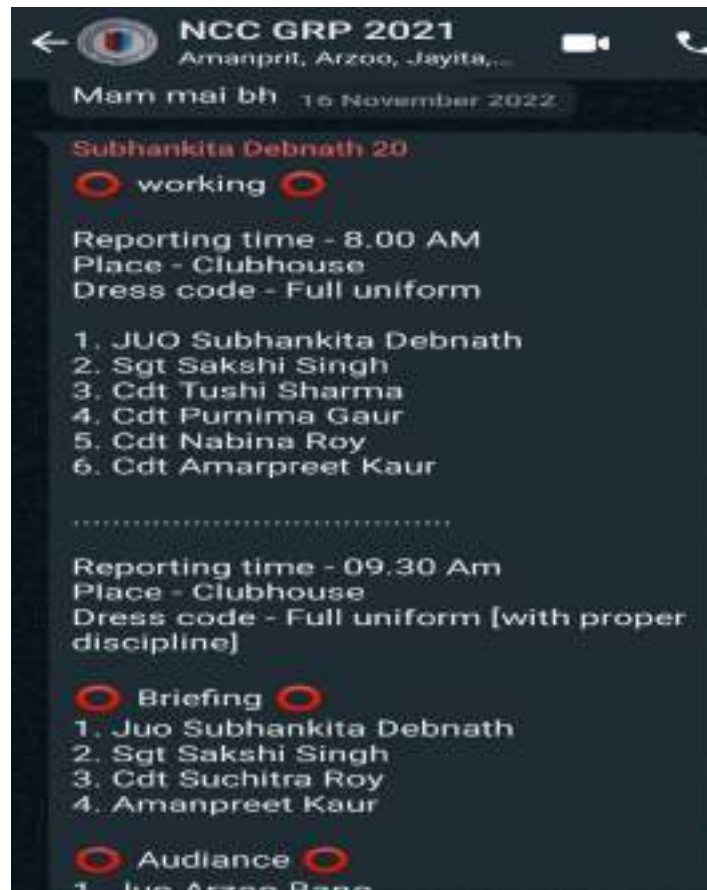 NCC GRP 2021
Amanprit, Arzoo, Jayita,...
Mam mai bh
16 November 2022
Subhankita Debnath 20
⭕ working ⭕
Reporting time - 8.00 AM
Place - Clubhouse
Dress code - Full uniform
1. JUO Subhankita Debnath
2. Sgt Sakshi Singh
3. Cdt Tushi Sharma
4. Cdt Purnima Gaur
5. Cdt Nabina Roy
6. Cdt Amarpreet Kaur
.......................................
Reporting time - 09.30 Am
Place - Clubhouse
Dress code - Full uniform [with proper
discipline]
⭕ Briefing ⭕
1. Juo Subhankita Debnath
2. Sgt Sakshi Singh
3. Cdt Suchitra Roy
4. Amanpreet Kaur
⭕ Audiance ⭕
1. Juo Arzoo Bano